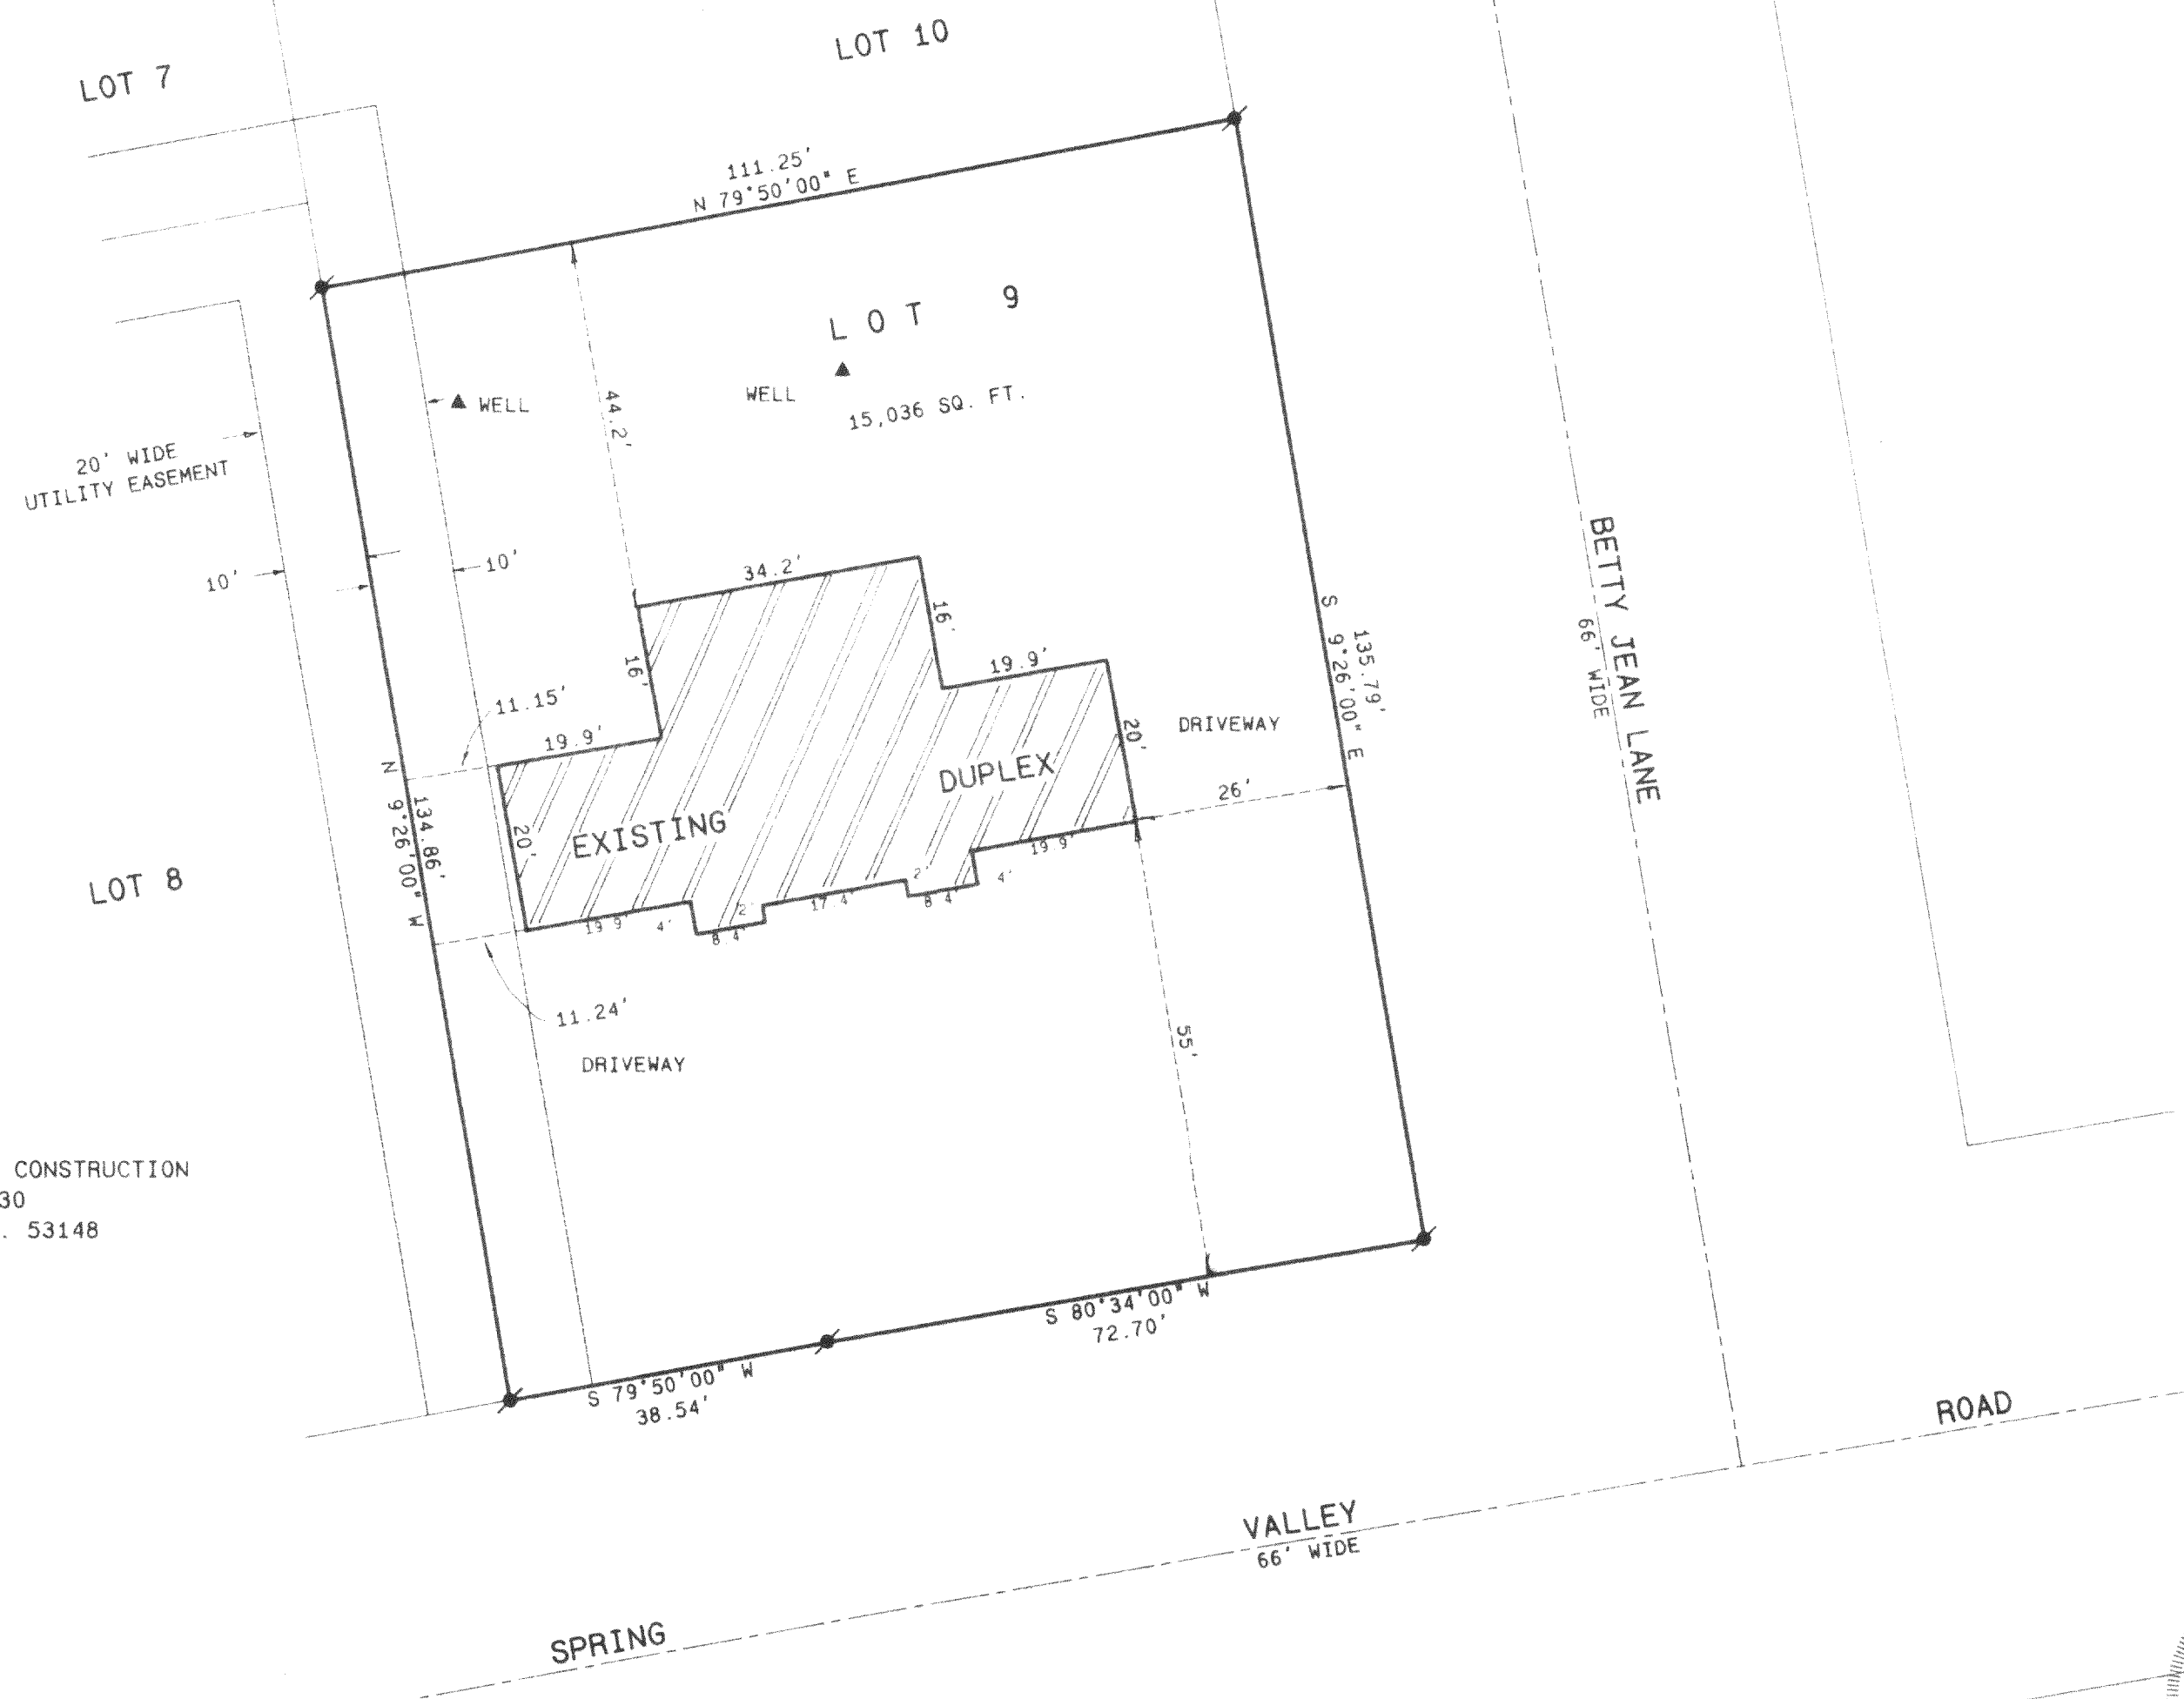 LOT 10
LOT 7
111.25'
N 79°50'00" E
LOT 9
WELL
WELL
15,036 SQ. FT.
44.2'
20' WIDE
UTILITY EASEMENT
10'
10'
34.2'
16'
16'
19.9'
11.15'
19.9'
20'
DRIVEWAY
26'
S 9°26'00" E
135.79'
BETTY JEAN LANE
66' WIDE
EXISTING DUPLEX
20'
N 9°26'00" W
134.86'
LOT 8
19.9'
4'
8.4'
2'
17.4'
2'
8.4'
4'
19.9'
11.24'
DRIVEWAY
55'
CONSTRUCTION
30
. 53148
S 80°34'00" W
72.70'
S 79°50'00" W
38.54'
SPRING VALLEY ROAD
66' WIDE